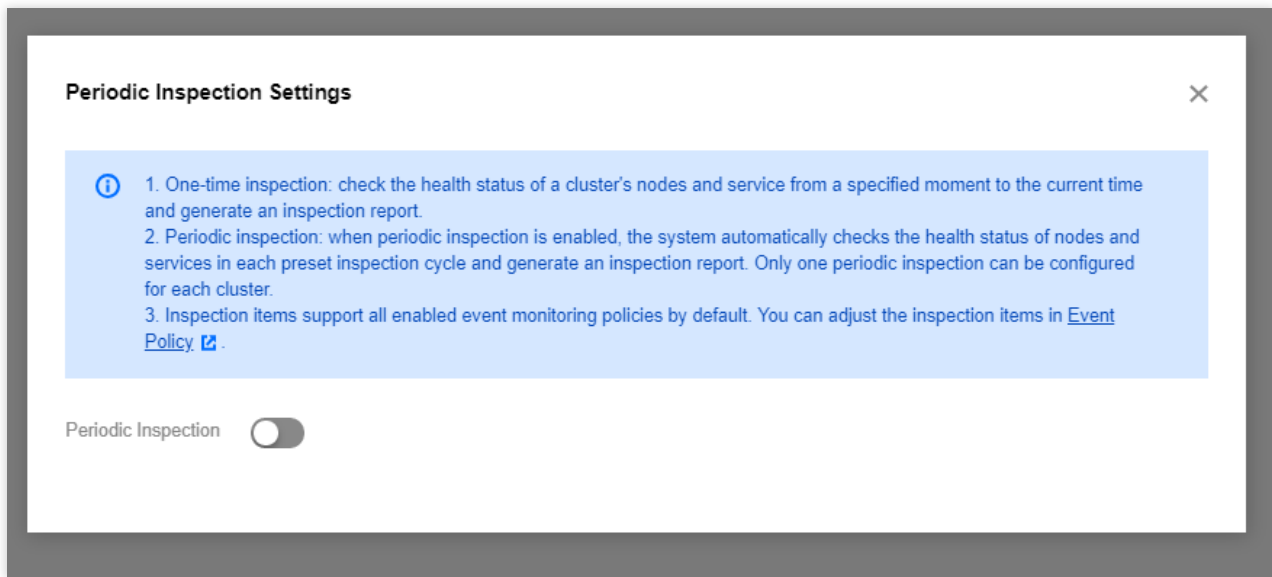 Periodic Inspection Settings
1. One-time inspection: check the health status of a cluster's nodes and service from a specified moment to the current time
and generate an inspection report.
2. Periodic inspection: when periodic inspection is enabled, the system automatically checks the health status of nodes and
services in each preset inspection cycle and generate an inspection report. Only one periodic inspection can be configured
for each cluster.
3. Inspection items support all enabled event monitoring policies by default. You can adjust the inspection items in Event
Policy .
Periodic Inspection